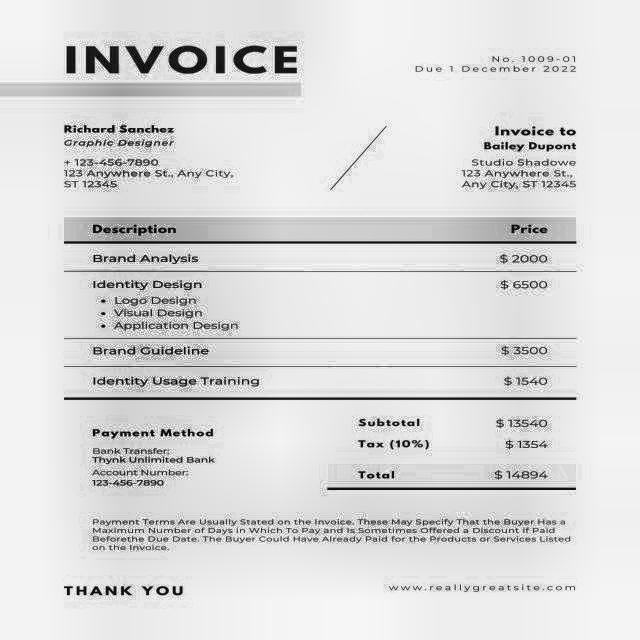 INVOICE
No. 1009-01
Due 1 December 2022
Richard Sanchez
Graphic Designer
+ 123-456-7890
123 Anywhere St., Any City,
ST 12345
Invoice to
Bailey Dupont
Studio Shadowe
123 Anywhere St.,
Any City, ST 12345
Description Price
Brand Analysis $ 2000
Identity Design $ 6500
• Logo Design
• Visual Design
• Application Design
Brand Guideline $ 3500
Identity Usage Training $ 1540
Subtotal $ 13540
Tax (10%) $ 1354
Total $ 14894
Payment Method
Bank Transfer:
Thynk Unlimited Bank
Account Number:
123-456-7890
Payment Terms Are Usually Stated on the Invoice. These May Specify That the Buyer Has a
Maximum Number of Days in Which To Pay and Is Sometimes Offered a Discount If Paid
Beforethe Due Date. The Buyer Could Have Already Paid for the Products or Services Listed
on the Invoice.
THANK YOU
www.reallygreatsite.com